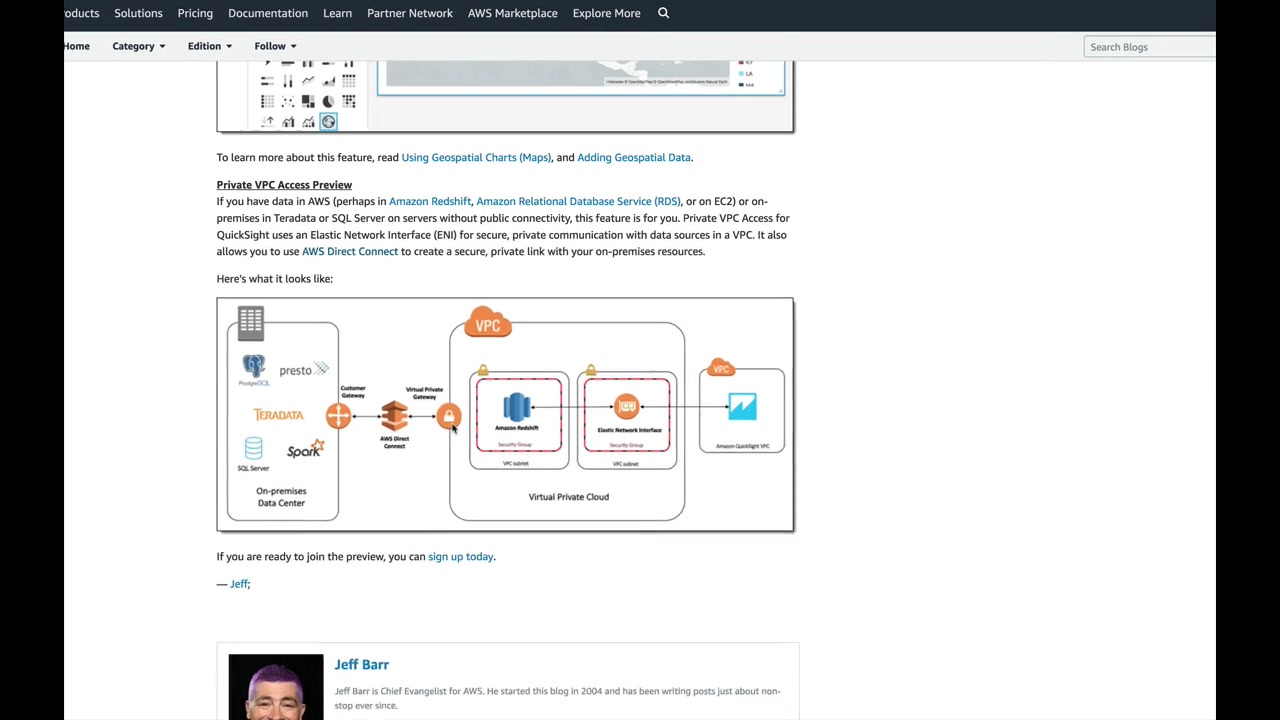 oducts Solutions Pricing Documentation Learn Partner Network AWS Marketplace Explore More
Home Category Edition Follow Search Blogs
LA
To learn more about this feature, read Using Geospatial Charts (Maps), and Adding Geospatial Data.
Private VPC Access Preview
If you have data in AWS (perhaps in Amazon Redshift, Amazon Relational Database Service (RDS), or on EC2) or on-
premises in Teradata or SQL Server on servers without public connectivity, this feature is for you. Private VPC Access for
QuickSight uses an Elastic Network Interface (ENI) for secure, private communication with data sources in a VPC. It also
allows you to use AWS Direct Connect to create a secure, private link with your on-premises resources.
Here's what it looks like:
VPC
VPC
PostgreSQL presto
Customer
Gateway
Virtual Private
Gateway
TERADATA
AWS Direct
Connect
Amazon Redshift
Security Group
VPC subnet
Elastic Network Interface
Security Group
VPC subnet
Amazon QuickSight VPC
Spark
SQL Server
On-premises
Data Center
Virtual Private Cloud
If you are ready to join the preview, you can sign up today.
— Jeff;
Jeff Barr
Jeff Barr is Chief Evangelist for AWS. He started this blog in 2004 and has been writing posts just about non-
stop ever since.